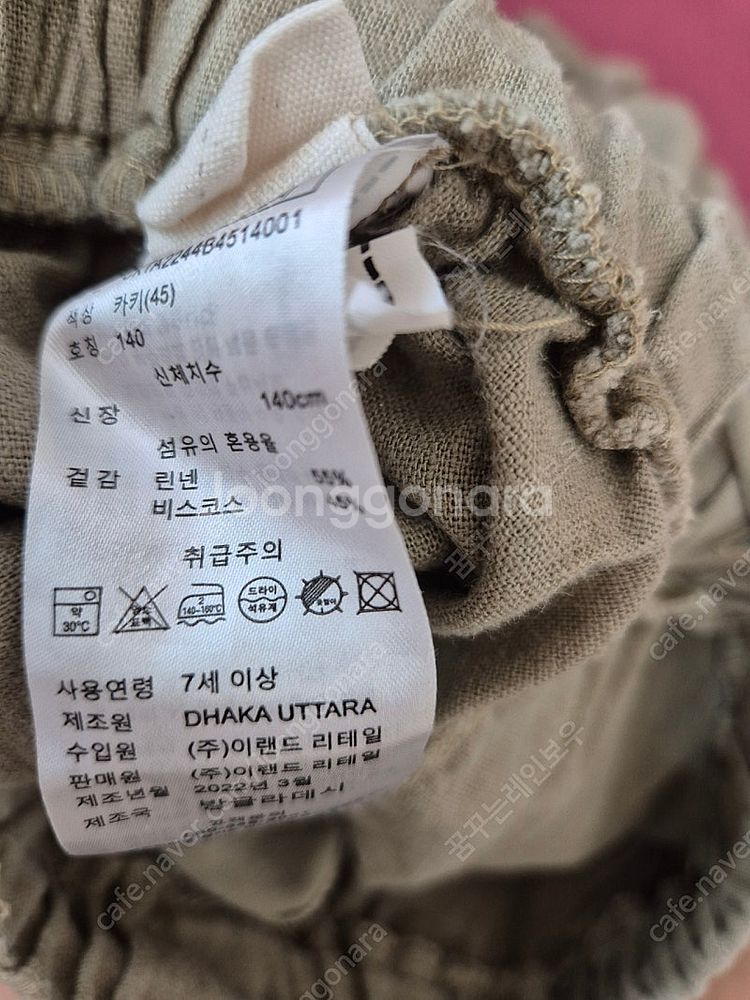 2244B4514001
색상 카키(45)
호칭 140
신체치수
신장 140cm
섬유의 혼용율
겉감 린넨 55%
비스코스 45%
취급주의
약 30℃
2 140~160℃
드라이 석유계
사용연령 7세 이상
제조원 DHAKA UTTARA
수입원 (주)이랜드 리테일
판매원 (주)이랜드 리테일
제조년월 2022년 3월
제조국 방글라데시
joonggonara
cafe.naver
꿈꾸는레이보우